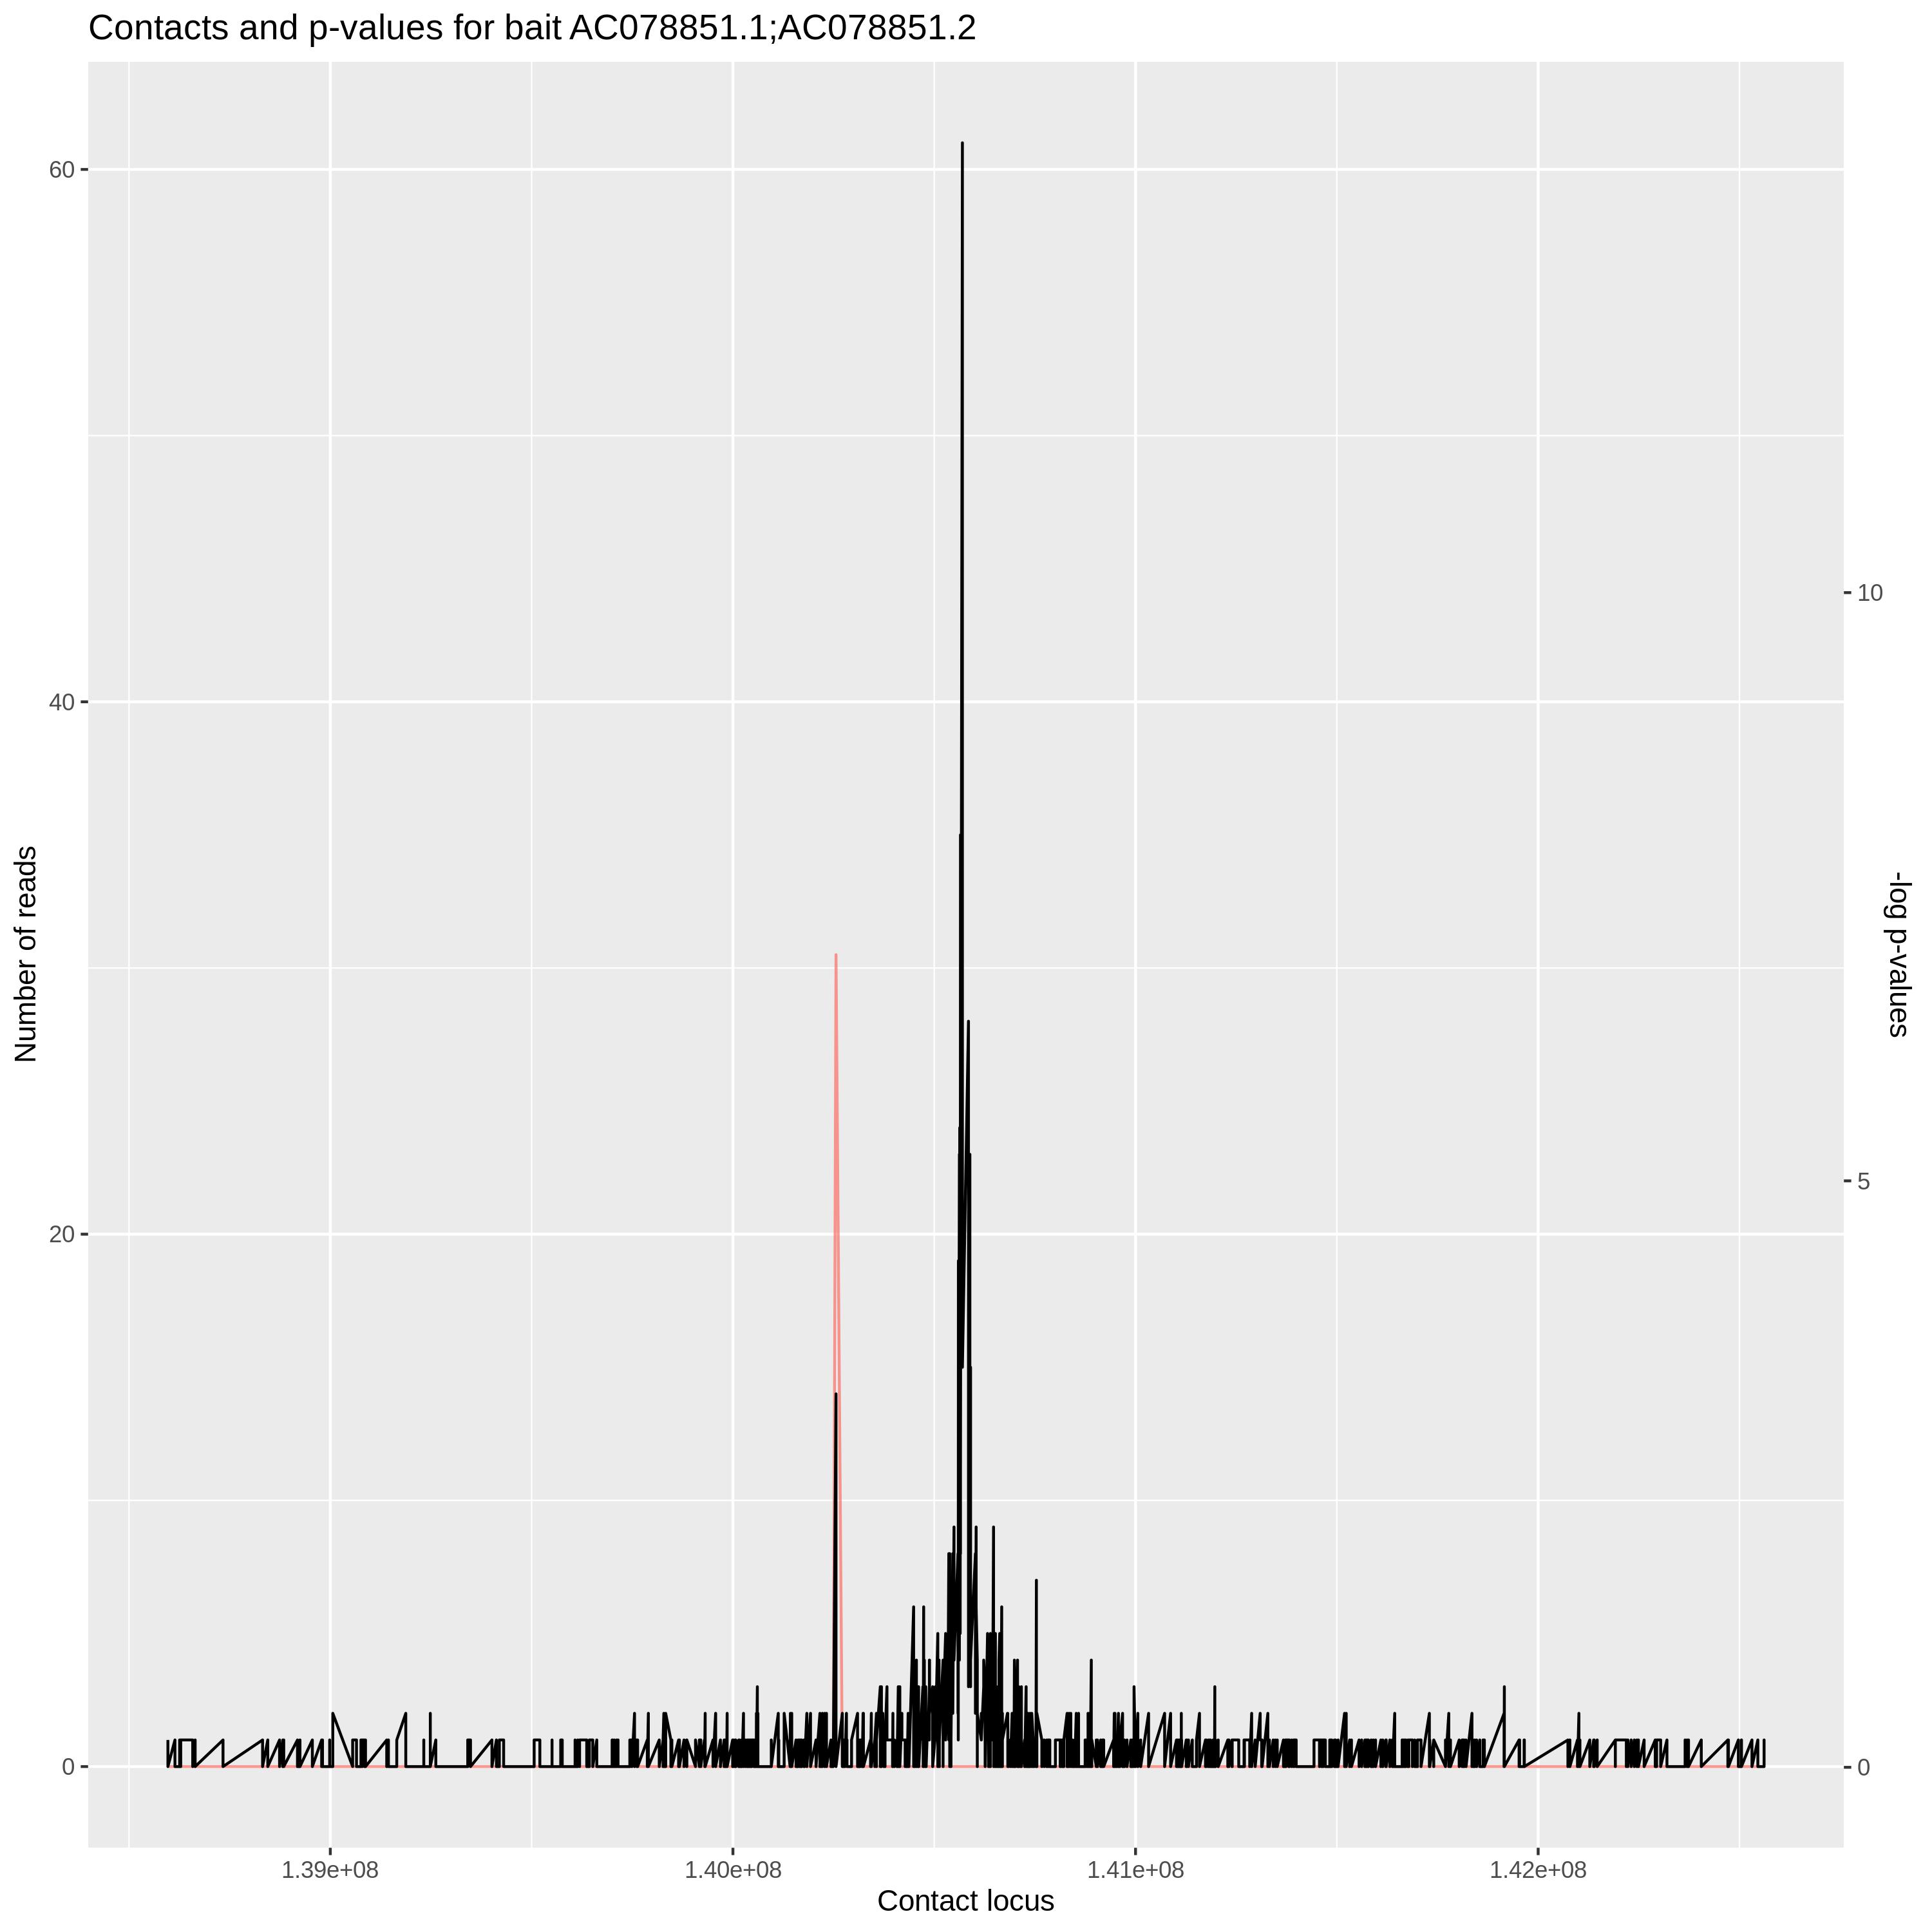 Contacts and p-values for bait AC078851.1;AC078851.2
60
40
20
0
Number of reads
10
5
0
-log p-values
1.39e+08
1.40e+08
1.41e+08
1.42e+08
Contact locus